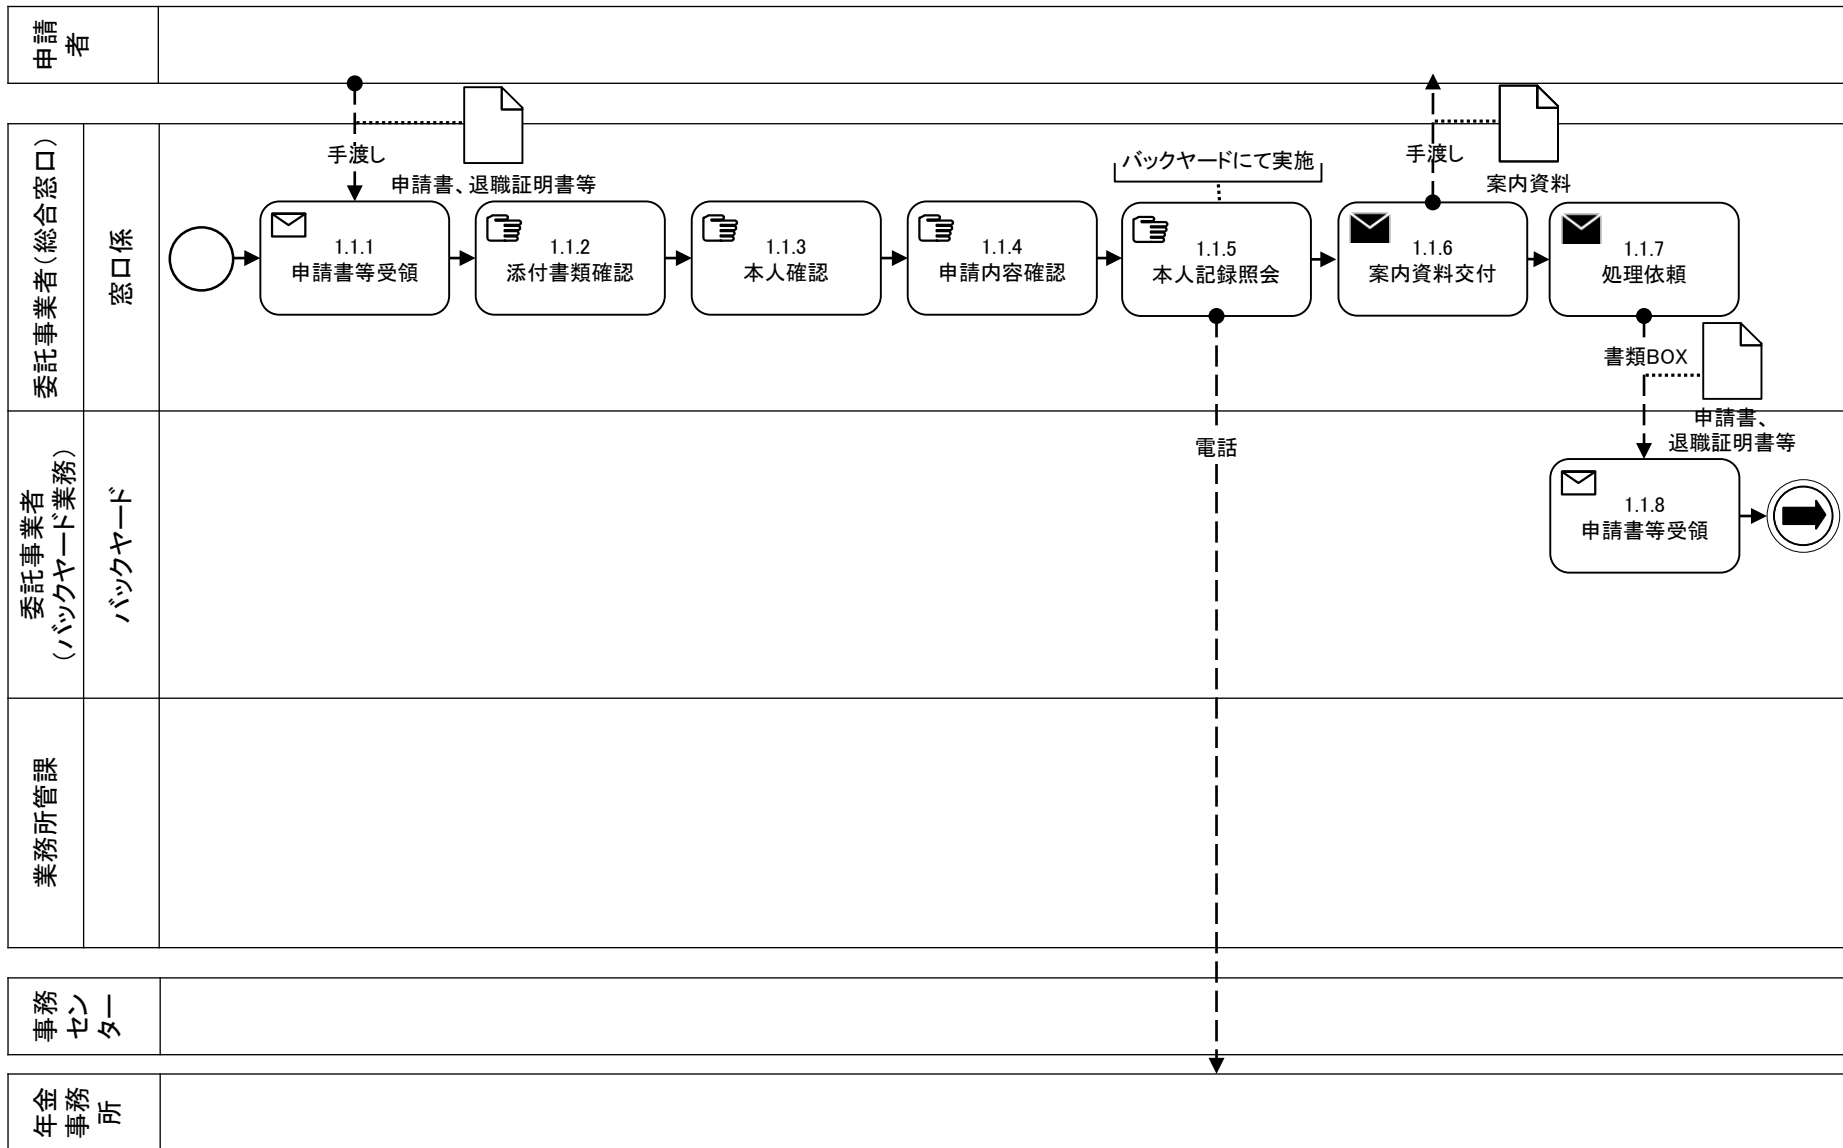 申請
者
委託事業者(総合窓口)
窓口係
手渡し
申請書、退職証明書等
バックヤードにて実施
手渡し
案内資料
1.1.1
申請書等受領
1.1.2
添付書類確認
1.1.3
本人確認
1.1.4
申請内容確認
1.1.5
本人記録照会
1.1.6
案内資料交付
1.1.7
処理依頼
書類BOX
申請書、
退職証明書等
電話
委託事業者
(バックヤード業務)
バックヤード
1.1.8
申請書等受領
業務所管課
事務
セン
ター
年金
事務
所